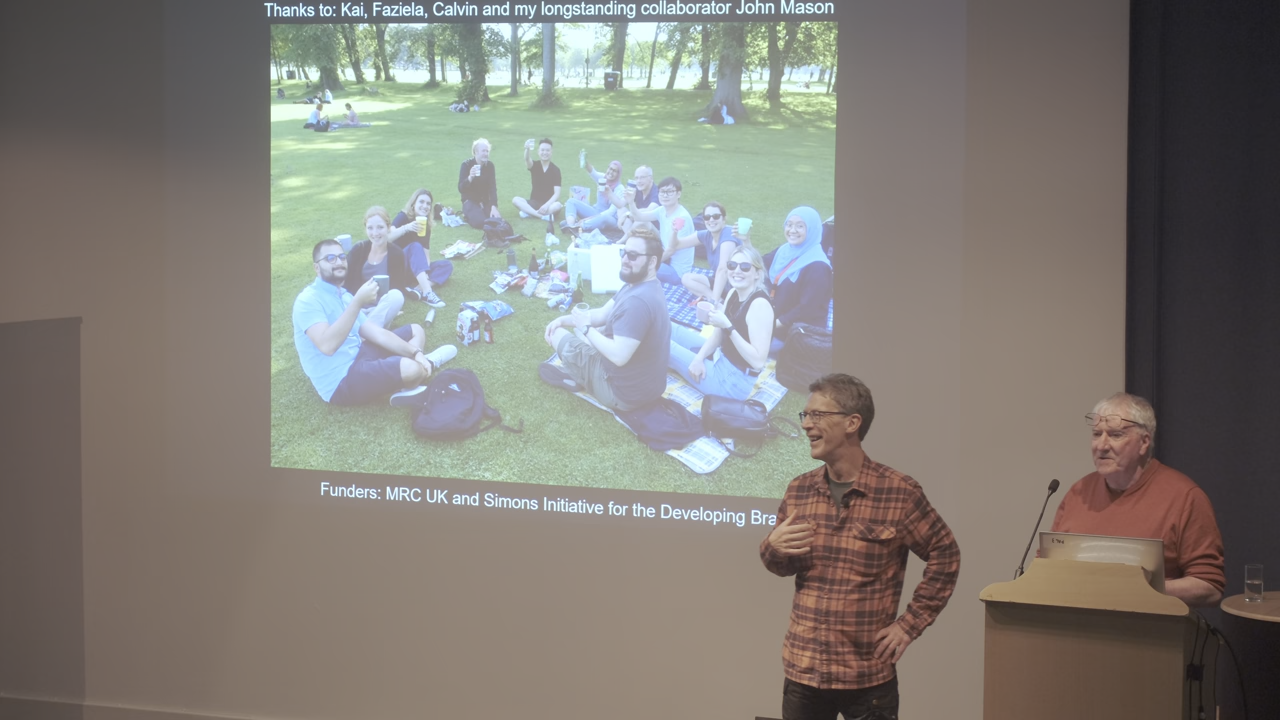 Thanks to: Kai, Faziela, Calvin and my longstanding collaborator John Mason
Funders: MRC UK and Simons Initiative for the Developing Bra